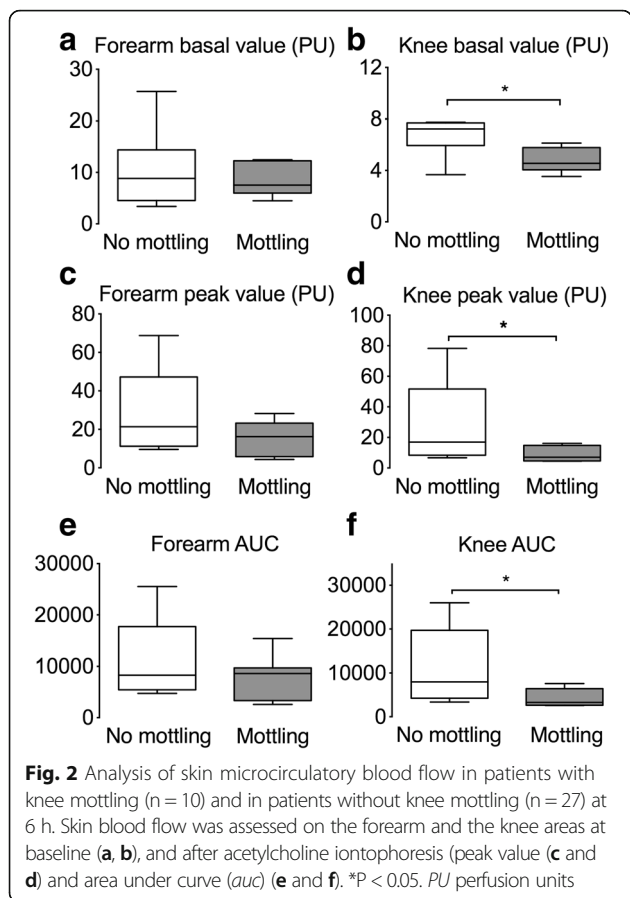 a Forearm basal value (PU)
30
20
10
0
No mottling Mottling
b Knee basal value (PU)
12
8
4
0
*
No mottling Mottling
c Forearm peak value (PU)
80
60
40
20
0
No mottling Mottling
d Knee peak value (PU)
100
80
60
40
20
0
*
No mottling Mottling
e Forearm AUC
30000
20000
10000
0
No mottling Mottling
f Knee AUC
30000
20000
10000
0
*
No mottling Mottling
Fig. 2 Analysis of skin microcirculatory blood flow in patients with
knee mottling (n = 10) and in patients without knee mottling (n = 27) at
6 h. Skin blood flow was assessed on the forearm and the knee areas at
baseline (a, b), and after acetylcholine iontophoresis (peak value (c and
d) and area under curve (auc) (e and f). *P < 0.05. PU perfusion units